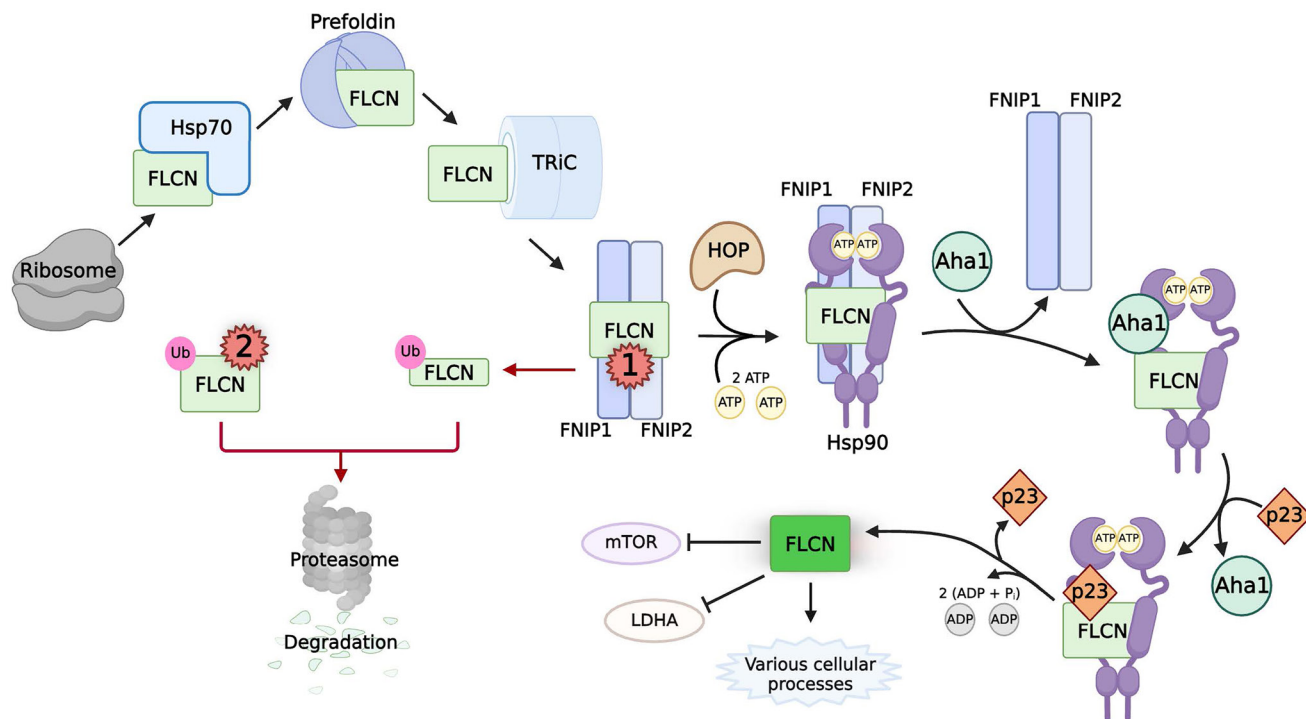 Prefoldin
FLCN
Hsp70
FLCN
FLCN
TRiC
Ribosome
FNIP1 FNIP2
FNIP1 FNIP2
HOP
ATP ATP
Aha1
FLCN
1
FLCN
2 ATP
ATP ATP
FNIP1 FNIP2
Hsp90
ATP ATP
Aha1
FLCN
Ub
2
FLCN
Ub
FLCN
Proteasome
Degradation
p23
p23
Aha1
ATP ATP
p23
FLCN
2 (ADP + Pi)
ADP ADP
FLCN
mTOR
LDHA
Various cellular
processes